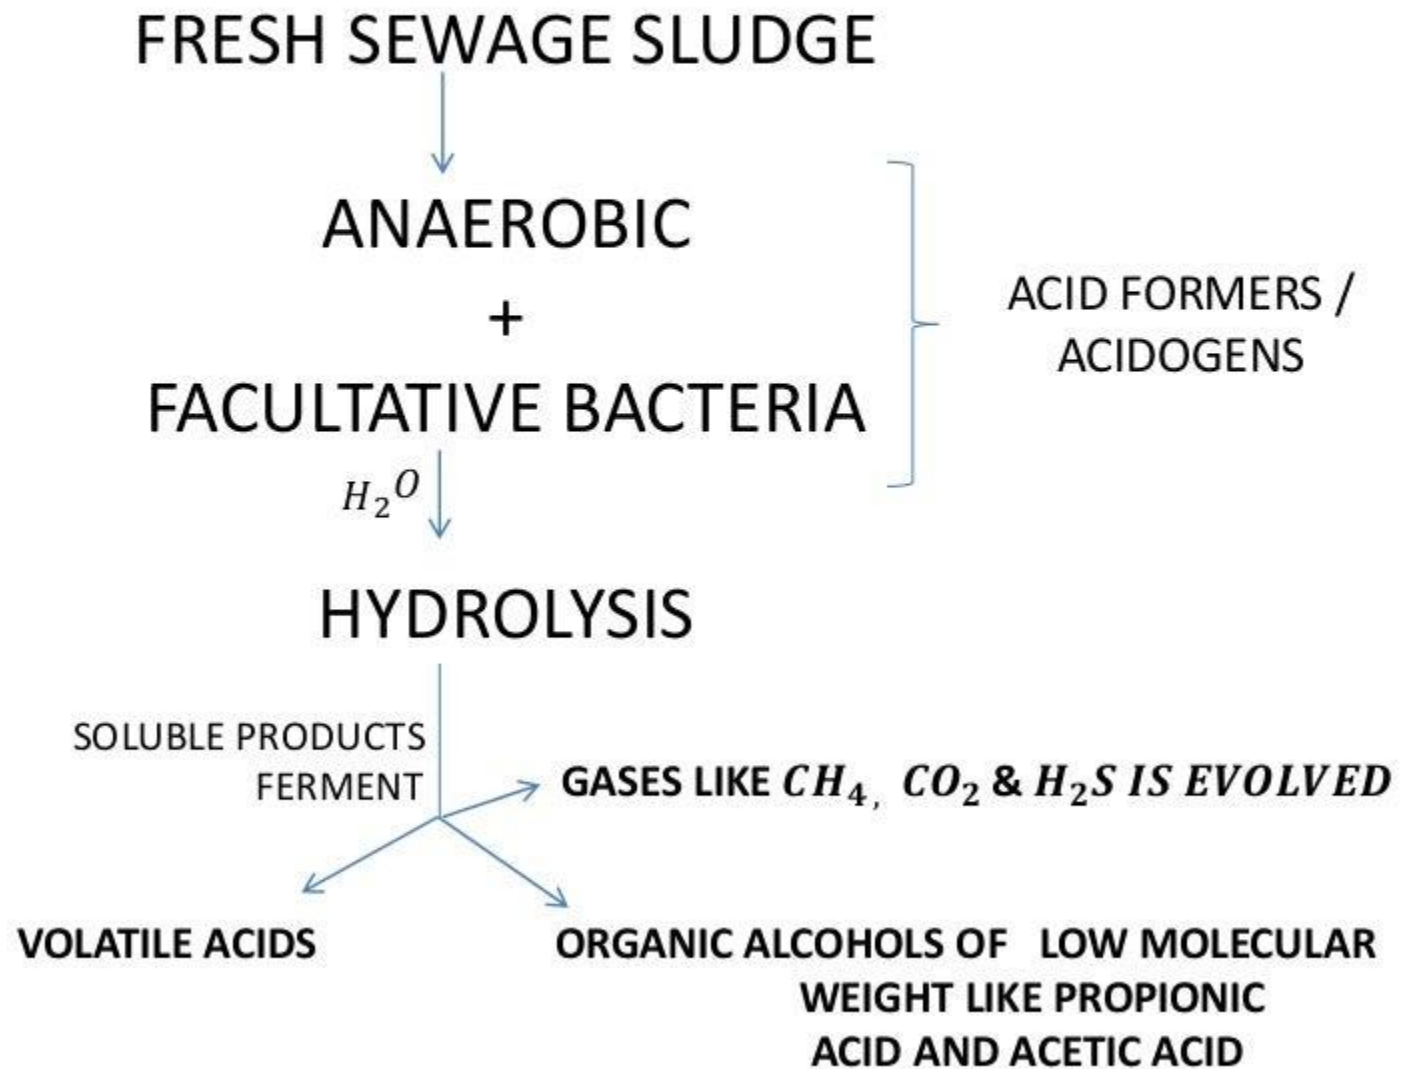 FRESH SEWAGE SLUDGE
ANAEROBIC
+
FACULTATIVE BACTERIA
ACID FORMERS /
ACIDOGENS
H₂O
HYDROLYSIS
SOLUBLE PRODUCTS
FERMENT
GASES LIKE CH₄, CO₂ & H₂S IS EVOLVED
VOLATILE ACIDS
ORGANIC ALCOHOLS OF LOW MOLECULAR
WEIGHT LIKE PROPIONIC
ACID AND ACETIC ACID